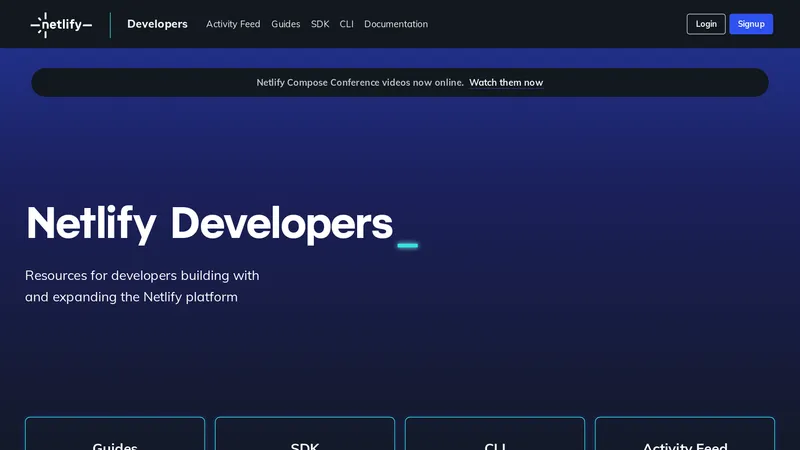 netlify
Developers
Activity Feed
Guides
SDK
CLI
Documentation
Login
Signup
Netlify Compose Conference videos now online. Watch them now
Netlify Developers_
Resources for developers building with
and expanding the Netlify platform
Guides
SDK
CLI
Activity Feed